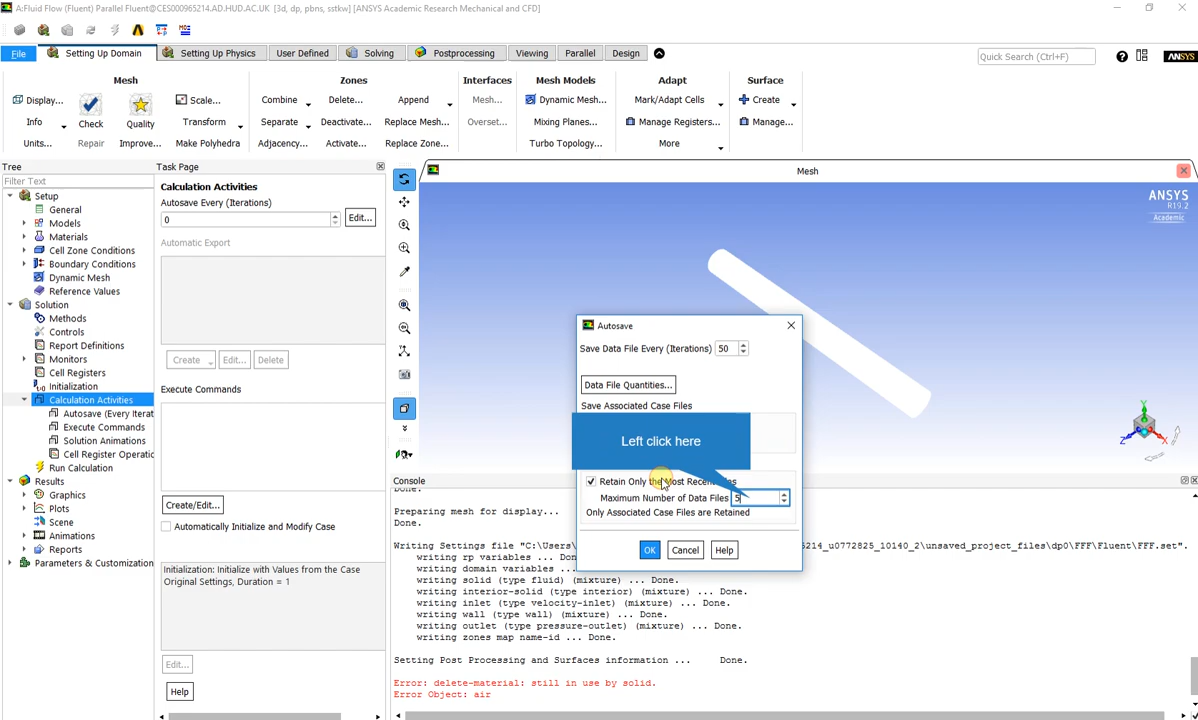 A:Fluid Flow (Fluent) Parallel Fluent@CES000965214.AD.HUD.AC.UK [3d, dp, pbns, sstkw] [ANSYS Academic Research Mechanical and CFD]
File
Setting Up Domain
Setting Up Physics
User Defined
Solving
Postprocessing
Viewing
Parallel
Design
Quick Search (Ctrl+F)
ANSYS
Mesh
Zones
Interfaces
Mesh Models
Adapt
Surface
Display...
Scale...
Combine
Delete...
Append
Mesh...
Dynamic Mesh...
Mark/Adapt Cells
Create
Info
Check
Quality
Transform
Separate
Deactivate...
Replace Mesh...
Overset...
Mixing Planes...
Manage Registers...
Manage...
Units...
Repair
Improve...
Make Polyhedra
Adjacency...
Activate...
Replace Zone...
Turbo Topology...
More
Tree
Filter Text
Setup
General
Models
Materials
Cell Zone Conditions
Boundary Conditions
Dynamic Mesh
Reference Values
Solution
Methods
Controls
Report Definitions
Monitors
Cell Registers
Initialization
Calculation Activities
Autosave (Every Iterat
Execute Commands
Solution Animations
Cell Register Operatic
Run Calculation
Results
Graphics
Plots
Scene
Animations
Reports
Parameters & Customization
Task Page
Calculation Activities
Autosave Every (Iterations)
0
Edit...
Automatic Export
Create
Edit...
Delete
Execute Commands
Create/Edit...
Automatically Initialize and Modify Case
Initialization: Initialize with Values from the Case
Original Settings, Duration = 1
Edit...
Help
Mesh
ANSYS
R19.2
Academic
Y
Z
X
Autosave
Save Data File Every (Iterations) 50
Data File Quantities...
Save Associated Case Files
Left click here
Retain Only the Most Recent
Maximum Number of Data Files 5
Only Associated Case Files are Retained
OK
Cancel
Help
Console
Done.
Preparing mesh for display...
Done.
Writing Settings file "C:\Users\
5214_u0772825_10140_2\unsaved_project_files\dp0\FFF\Fluent\FFF.set"...
writing rp variables ... Done.
writing domain variables ...
writing solid (type fluid) (mixture) ... Done.
writing interior-solid (type interior) (mixture) ... Done.
writing inlet (type velocity-inlet) (mixture) ... Done.
writing wall (type wall) (mixture) ... Done.
writing outlet (type pressure-outlet) (mixture) ... Done.
writing zones map name-id ... Done.
Setting Post Processing and Surfaces information ... Done.
Error: delete-material: still in use by solid.
Error Object: air